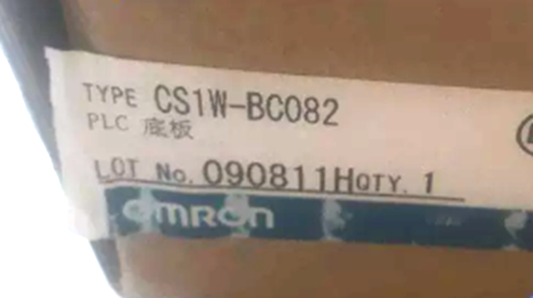 TYPE CS1W-BC082
PLC 底板
LOT No. 090811H QTY. 1
OMRON